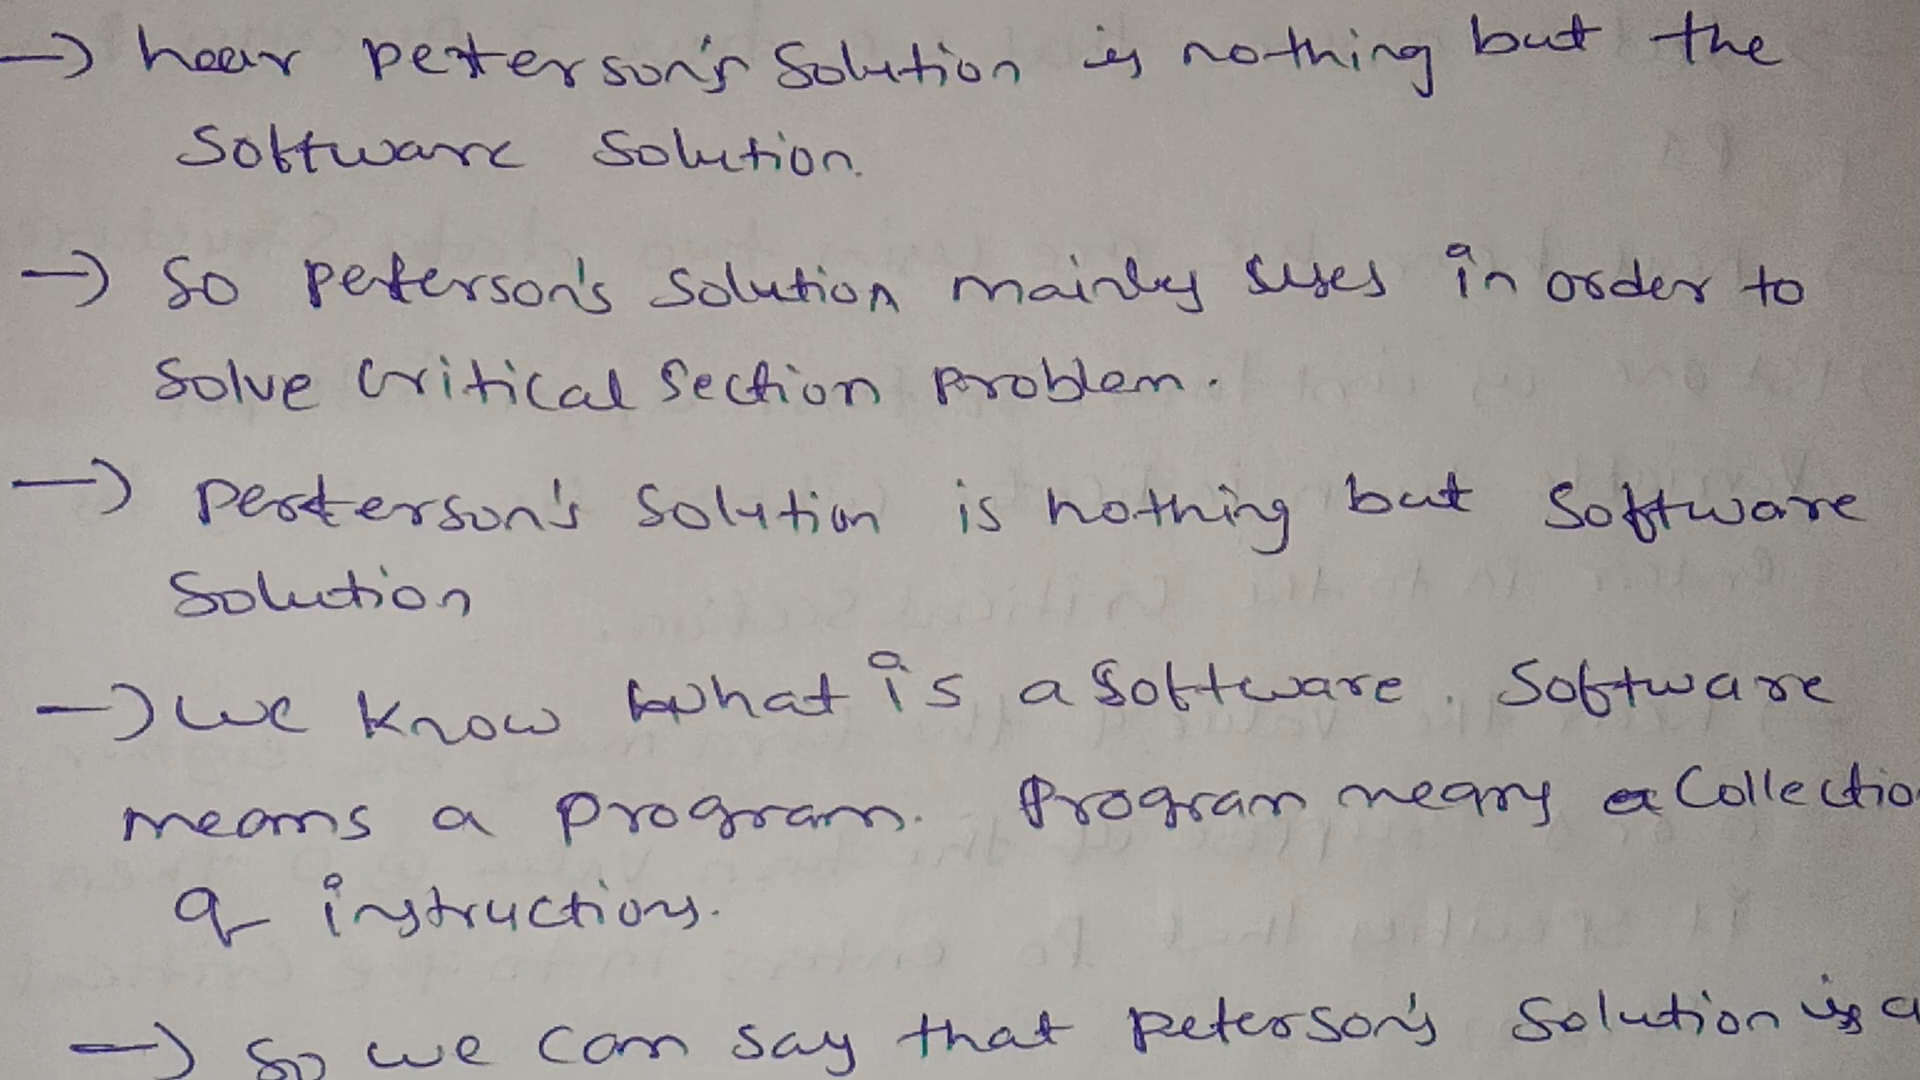 → hear peterson's solution is nothing but the
software solution.
→ so peterson's solution mainly uses in order to
solve critical section problem.
→ peterson's solution is nothing but software
solution
→ we know what is a software. software
means a program. Program means a Collectio
of instructions.
→ so we can say that peterson's solution is a